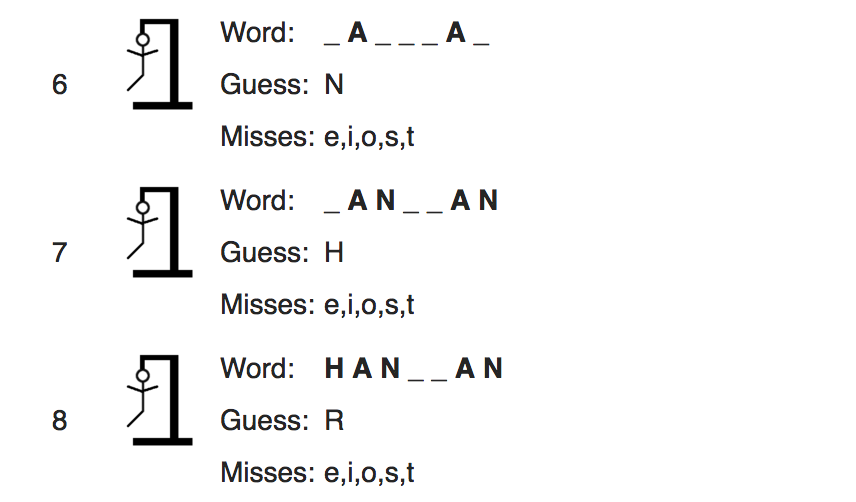 Word: _ A _ _ _ A _
6 Guess: N
Misses: e,i,o,s,t
Word: _ A N _ _ A N
7 Guess: H
Misses: e,i,o,s,t
Word: H A N _ _ A N
8 Guess: R
Misses: e,i,o,s,t